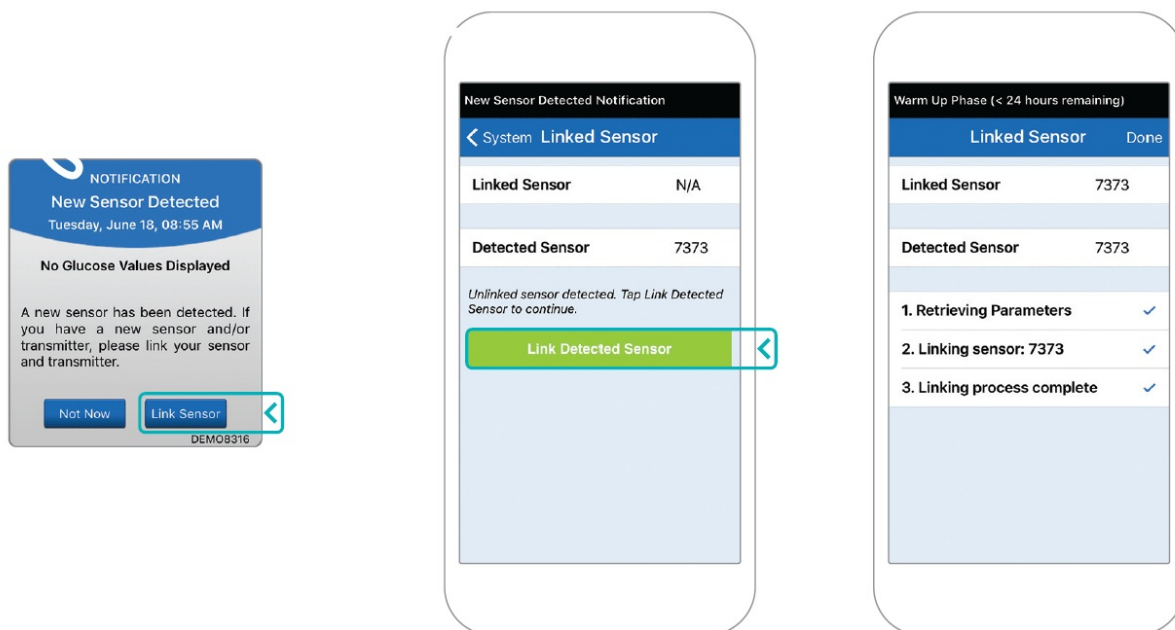 NOTIFICATION
New Sensor Detected
Tuesday, June 18, 08:55 AM
No Glucose Values Displayed
A new sensor has been detected. If
you have a new sensor and/or
transmitter, please link your sensor
and transmitter.
Not Now
Link Sensor
DEMO8316
New Sensor Detected Notification
System Linked Sensor
Linked Sensor N/A
Detected Sensor 7373
Unlinked sensor detected. Tap Link Detected
Sensor to continue.
Link Detected Sensor
Warm Up Phase (< 24 hours remaining)
Linked Sensor Done
Linked Sensor 7373
Detected Sensor 7373
1. Retrieving Parameters
2. Linking sensor: 7373
3. Linking process complete